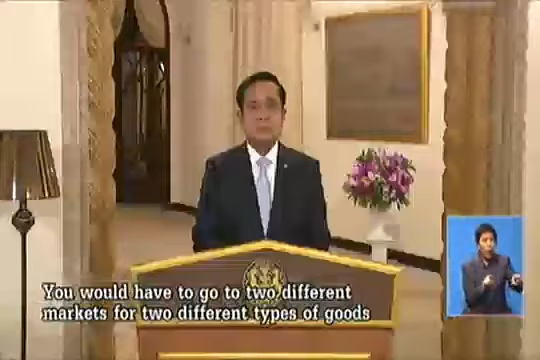 You would have to go to two different
markets for two different types of goods